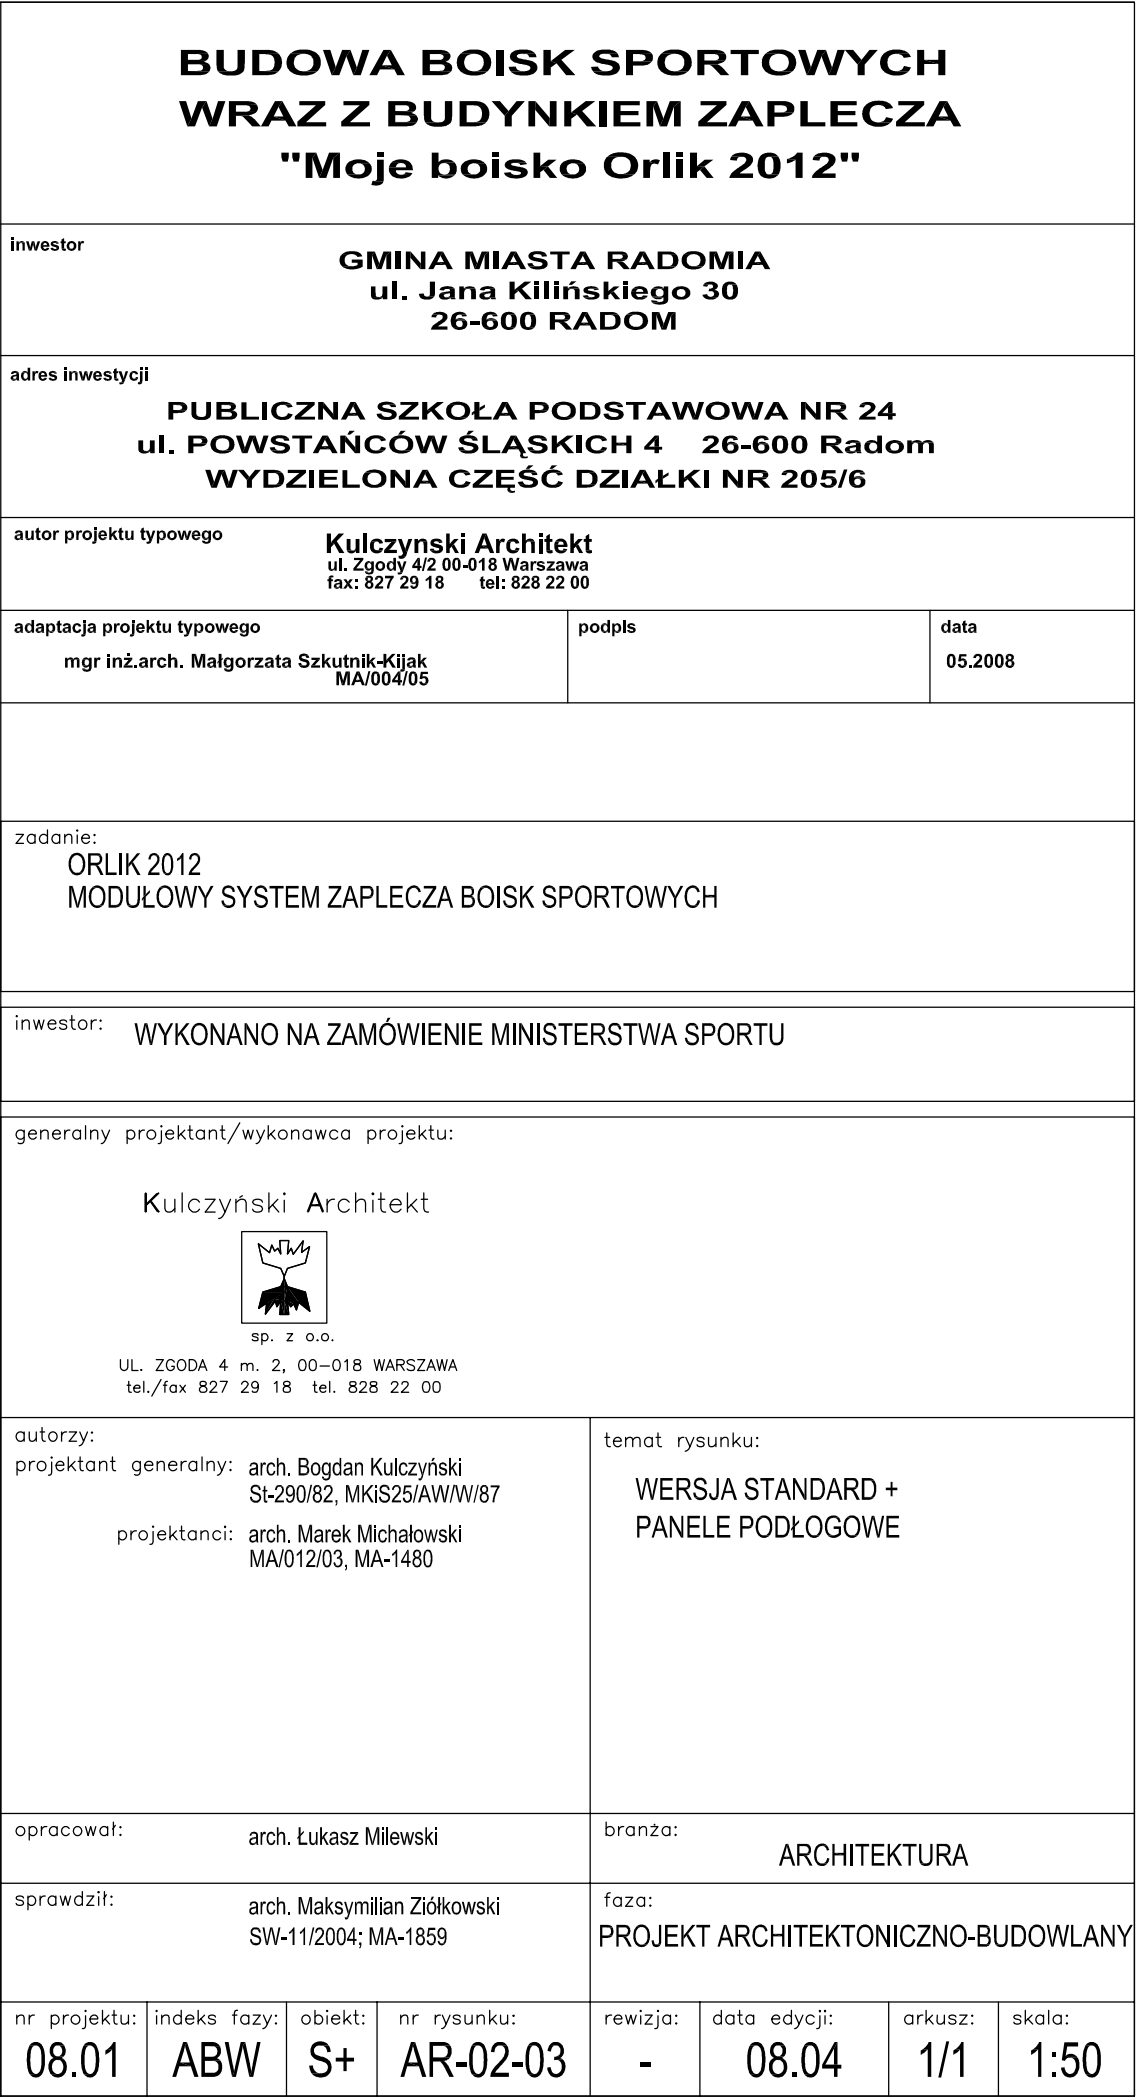 BUDOWA BOISK SPORTOWYCH
WRAZ Z BUDYNKIEM ZAPLECZA
"Moje boisko Orlik 2012"
inwestor
GMINA MIASTA RADOMIA
ul. Jana Kilińskiego 30
26-600 RADOM
adres inwestycji
PUBLICZNA SZKOŁA PODSTAWOWA NR 24
ul. POWSTAŃCÓW ŚLĄSKICH 4 26-600 Radom
WYDZIELONA CZĘŚĆ DZIAŁKI NR 205/6
autor projektu typowego
Kulczynski Architekt
ul. Zgody 4/2 00-018 Warszawa
fax: 827 29 18 tel: 828 22 00
adaptacja projektu typowego
mgr inż.arch. Małgorzata Szkutnik-Kijak
MA/004/05
podpis
data
05.2008
zadanie:
ORLIK 2012
MODUŁOWY SYSTEM ZAPLECZA BOISK SPORTOWYCH
inwestor: WYKONANO NA ZAMÓWIENIE MINISTERSTWA SPORTU
generalny projektant/wykonawca projektu:
Kulczyński Architekt
sp. z o.o.
UL. ZGODA 4 m. 2, 00-018 WARSZAWA
tel./fax 827 29 18 tel. 828 22 00
autorzy:
projektant generalny: arch. Bogdan Kulczyński
St-290/82, MKiS25/AW/W/87
projektanci: arch. Marek Michałowski
MA/012/03, MA-1480
temat rysunku:
WERSJA STANDARD +
PANELE PODŁOGOWE
opracował: arch. Łukasz Milewski
branża:
ARCHITEKTURA
sprawdził: arch. Maksymilian Ziółkowski
SW-11/2004; MA-1859
faza:
PROJEKT ARCHITEKTONICZNO-BUDOWLANY
nr projektu: indeks fazy: obiekt: nr rysunku: rewizja: data edycji: arkusz: skala:
08.01 ABW S+ AR-02-03 - 08.04 1/1 1:50